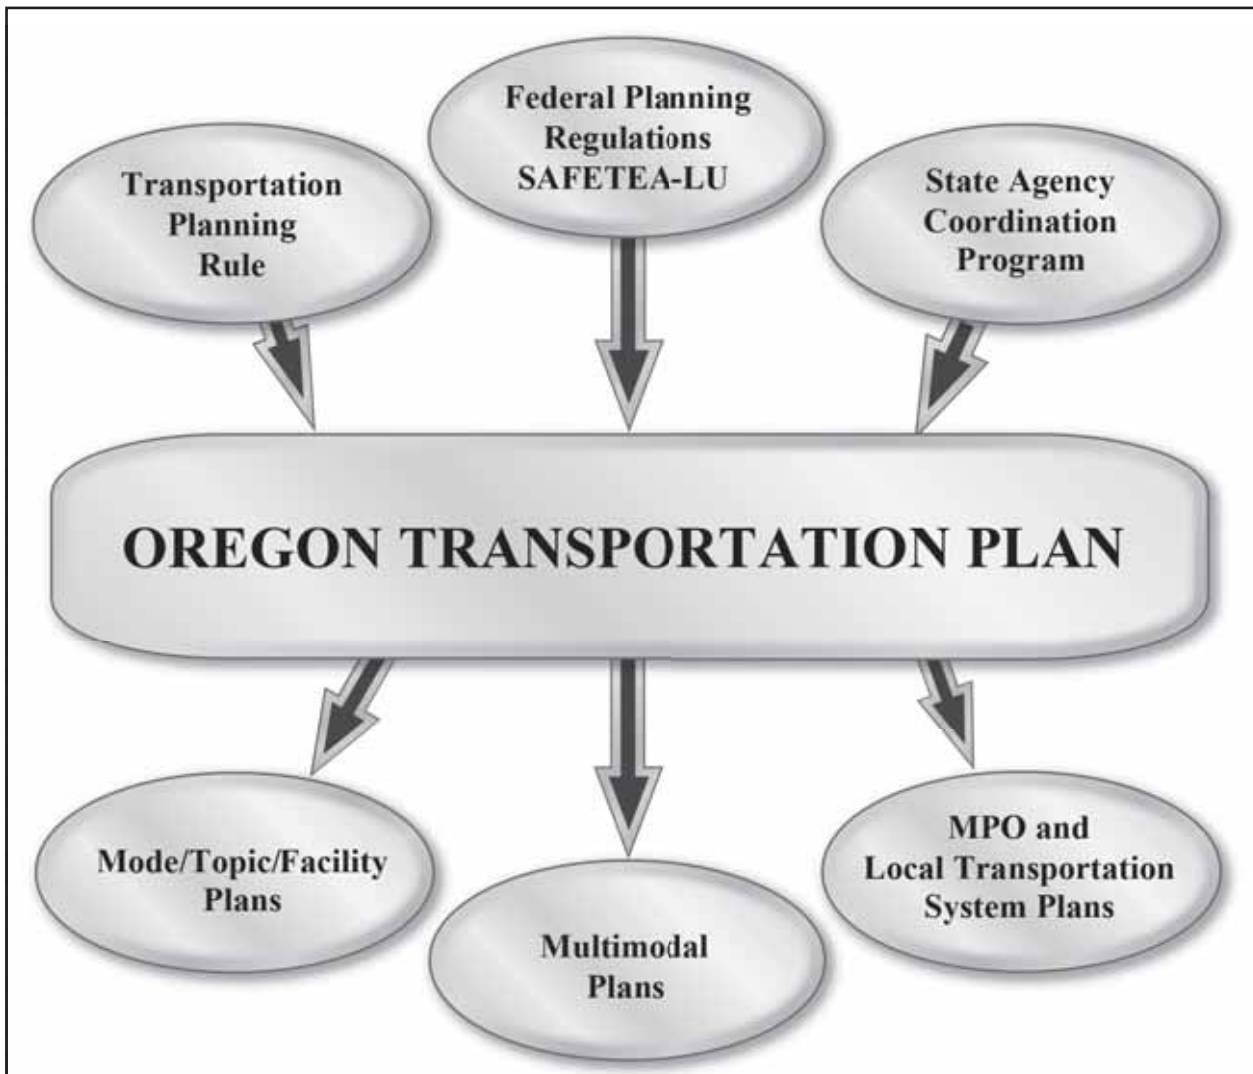 Federal Planning
Regulations
SAFETEA-LU
Transportation
Planning
Rule
State Agency
Coordination
Program
OREGON TRANSPORTATION PLAN
Mode/Topic/Facility
Plans
Multimodal
Plans
MPO and
Local Transportation
System Plans